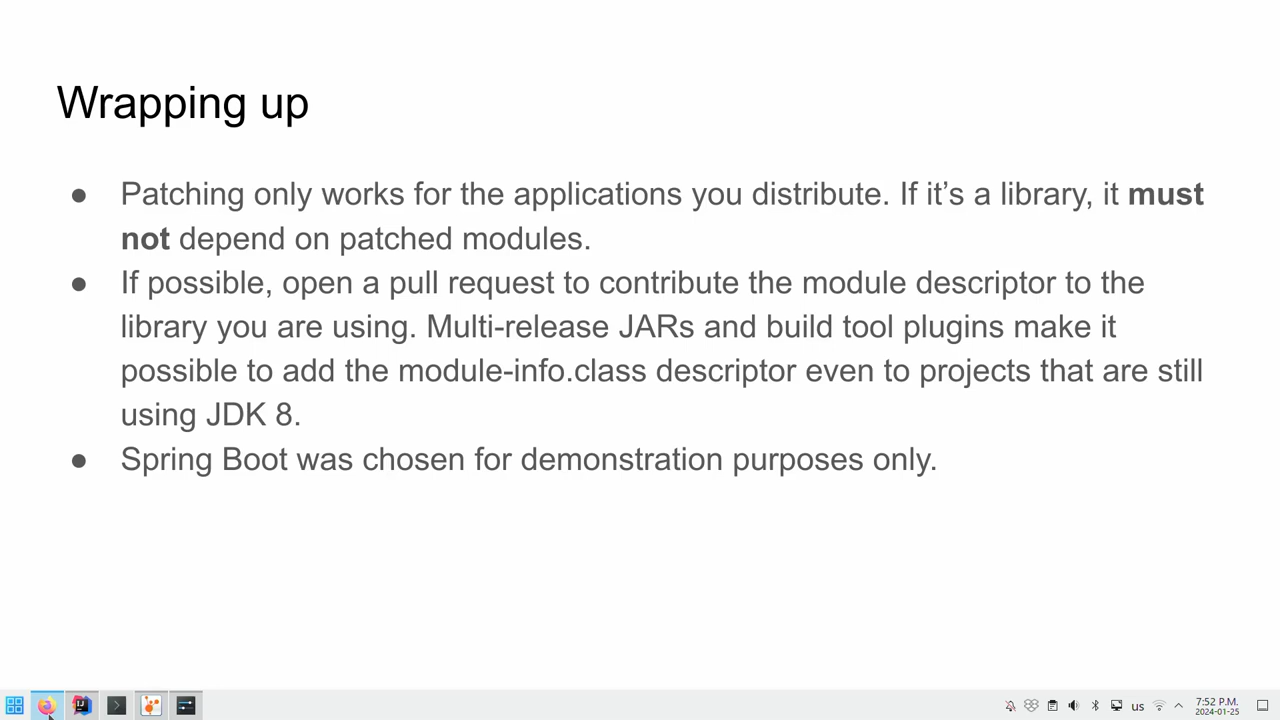 Wrapping up
● Patching only works for the applications you distribute. If it’s a library, it must
not depend on patched modules.
● If possible, open a pull request to contribute the module descriptor to the
library you are using. Multi-release JARs and build tool plugins make it
possible to add the module-info.class descriptor even to projects that are still
using JDK 8.
● Spring Boot was chosen for demonstration purposes only.
us
7:52 P.M.
2024-01-25